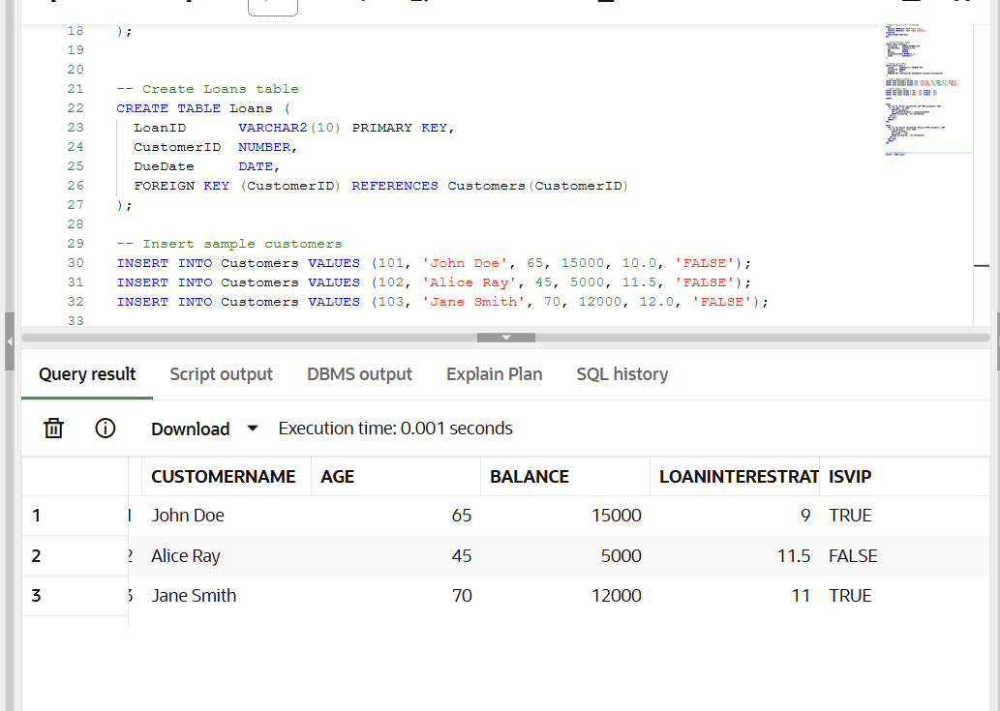 18 );
19
20
21 -- Create Loans table
22 CREATE TABLE Loans (
23 LoanID VARCHAR2(10) PRIMARY KEY,
24 CustomerID NUMBER,
25 DueDate DATE,
26 FOREIGN KEY (CustomerID) REFERENCES Customers(CustomerID)
27 );
28
29 -- Insert sample customers
30 INSERT INTO Customers VALUES (101, 'John Doe', 65, 15000, 10.0, 'FALSE');
31 INSERT INTO Customers VALUES (102, 'Alice Ray', 45, 5000, 11.5, 'FALSE');
32 INSERT INTO Customers VALUES (103, 'Jane Smith', 70, 12000, 12.0, 'FALSE');
33
Query result Script output DBMS output Explain Plan SQL history
Download Execution time: 0.001 seconds
CUSTOMERNAME AGE BALANCE LOANINTERESTRAT ISVIP
1 1 John Doe 65 15000 9 TRUE
2 2 Alice Ray 45 5000 11.5 FALSE
3 3 Jane Smith 70 12000 11 TRUE